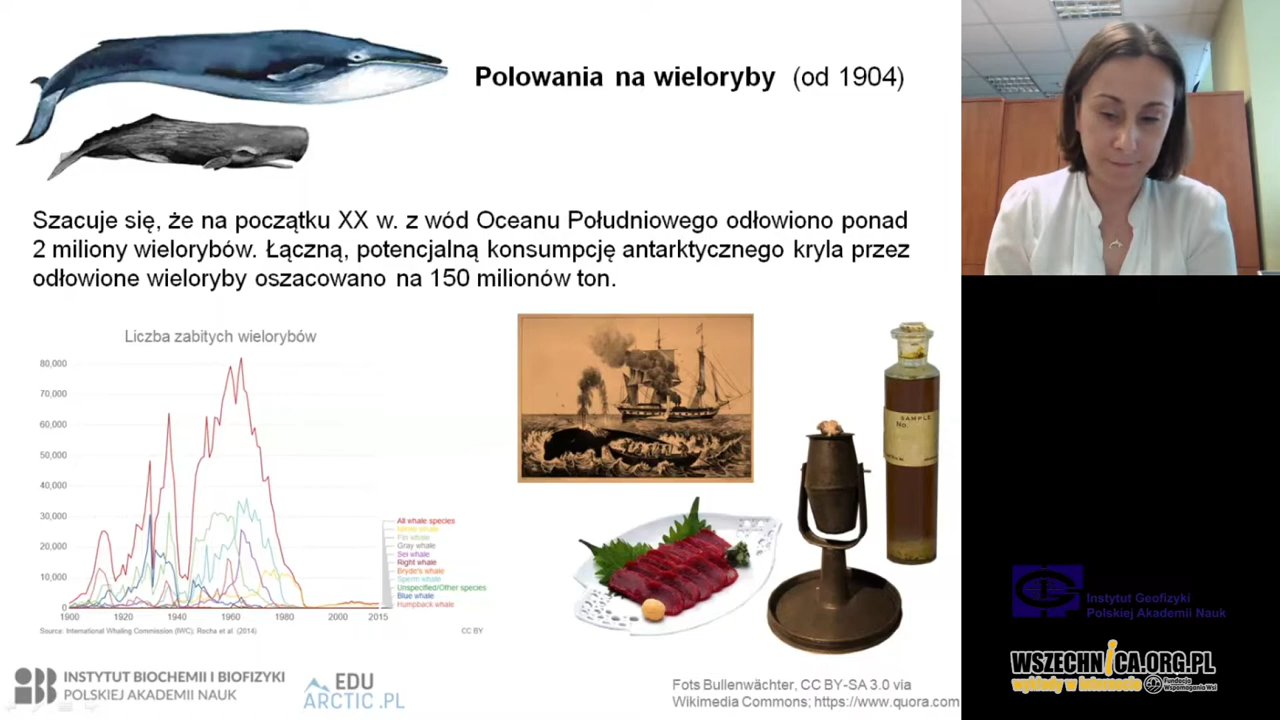 Polowania na wieloryby (od 1904)
Szacuje się, że na początku XX w. z wód Oceanu Południowego odłowiono ponad
2 miliony wielorybów. Łączną, potencjalną konsumpcję antarktycznego kryla przez
odłowione wieloryby oszacowano na 150 milionów ton.
Liczba zabitych wielorybów
80,000
70,000
60,000
50,000
40,000
30,000
20,000
10,000
0
1900
1920
1940
1960
1980
2000
2015
All whale species
Minke whale
Fin whale
Gray whale
Sei whale
Right whale
Bryde's whale
Sperm whale
Unspecified/Other species
Blue whale
Humpback whale
Source: International Whaling Commission (IWC); Rocha et al. (2014)
CC BY
SAMPLE
No.
INSTYTUT BIOCHEMII I BIOFIZYKI
POLSKIEJ AKADEMII NAUK
EDU
ARCTIC.PL
Fots Bullenwächter, CC BY-SA 3.0 via
Wikimedia Commons; https://www.quora.com
Instytut Geofizyki
Polskiej Akademii Nauk
WSZECHNICA.ORG.PL
wykłady w internecie
Fundacja
Wspomagania Wsi